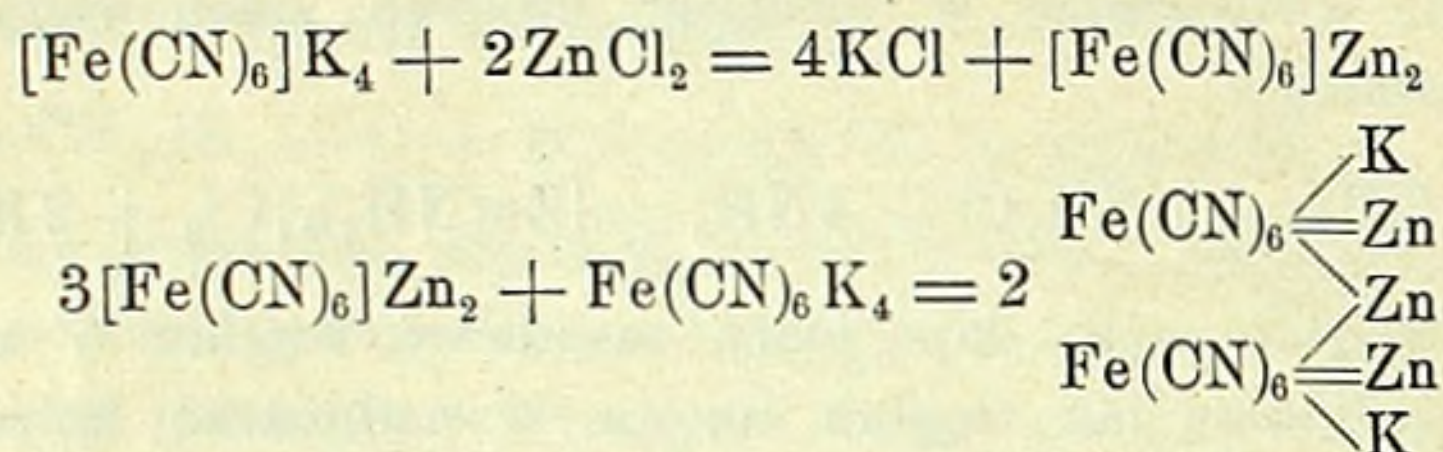 [Fe(CN)₆]K₄ + 2ZnCl₂ = 4KCl + [Fe(CN)₆]Zn₂
K
Fe(CN)₆=Zn
3[Fe(CN)₆]Zn₂ + Fe(CN)₆K₄ = 2 Zn
Fe(CN)₆=Zn
K